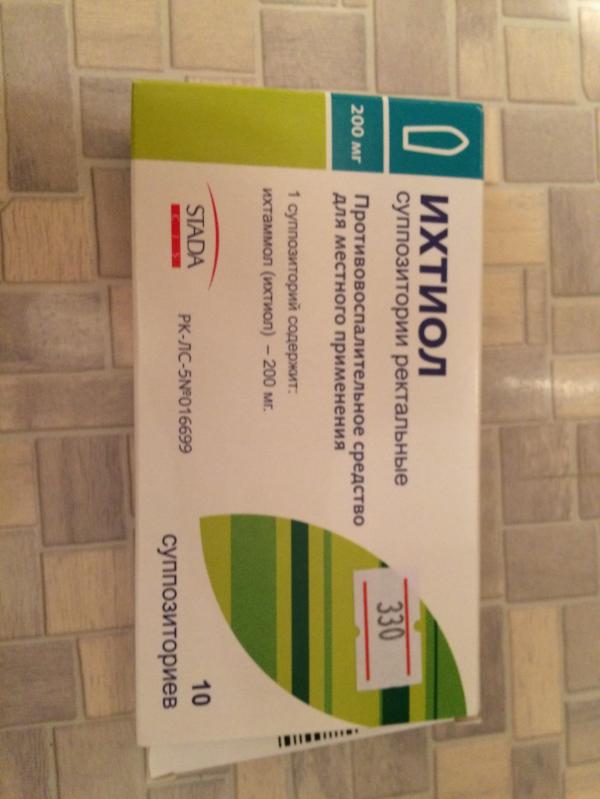 200 мг
ИХТИОЛ
суппозитории ректальные
Противовоспалительное средство
для местного применения
1 суппозиторий содержит:
ихтаммол (ихтиол) – 200 мг.
STADA
CIS
РК-ЛС-5№016699
330
10
суппозиториев